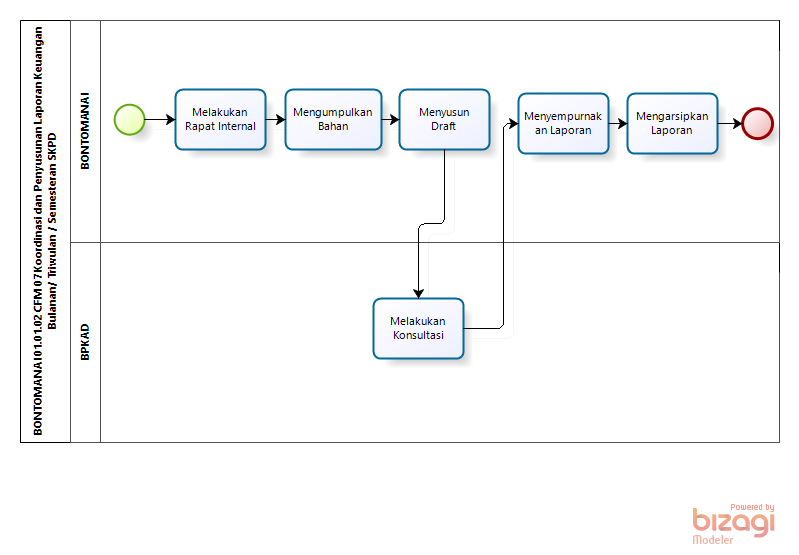 BONTOMANAI 01.01.02 CFM 07 Koordinasi dan Penyusunan Laporan Keuangan
Bulanan/ Triwulan / Semesteran SKPD
BONTOMANAI
Melakukan
Rapat Internal
Mengumpulkan
Bahan
Menyusun
Draft
Menyempurnak
an Laporan
Mengarsipkan
Laporan
BPKAD
Melakukan
Konsultasi
Powered by
bizagi
Modeler